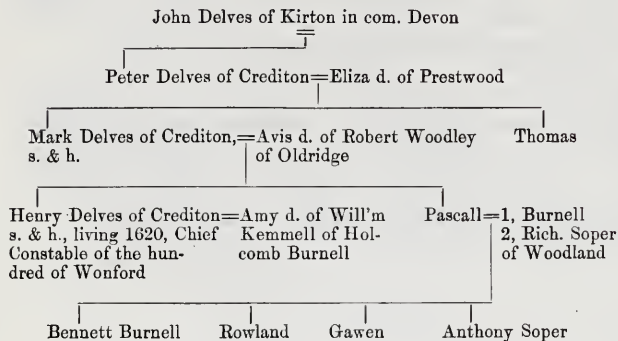 John Delves of Kirton in com. Devon
Peter Delves of Crediton=Eliza d. of Prestwood
Mark Delves of Crediton,=Avis d. of Robert Woodley Thomas
s. & h. of Oldridge
Henry Delves of Crediton=Amy d. of Will'm Pascall=1, Burnell
s. & h., living 1620, Chief Kemmell of Hol- 2, Rich. Soper
Constable of the hun- comb Burnell of Woodland
dred of Wonford
Bennett Burnell Rowland Gawen Anthony Soper